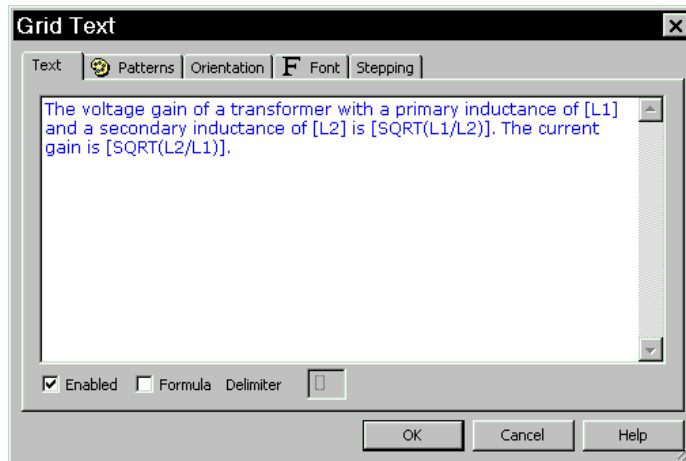 Grid Text
Text Patterns Orientation F Font Stepping
The voltage gain of a transformer with a primary inductance of [L1]
and a secondary inductance of [L2] is [SQRT(L1/L2)]. The current
gain is [SQRT(L2/L1)].
Enabled Formula Delimiter []
OK Cancel Help